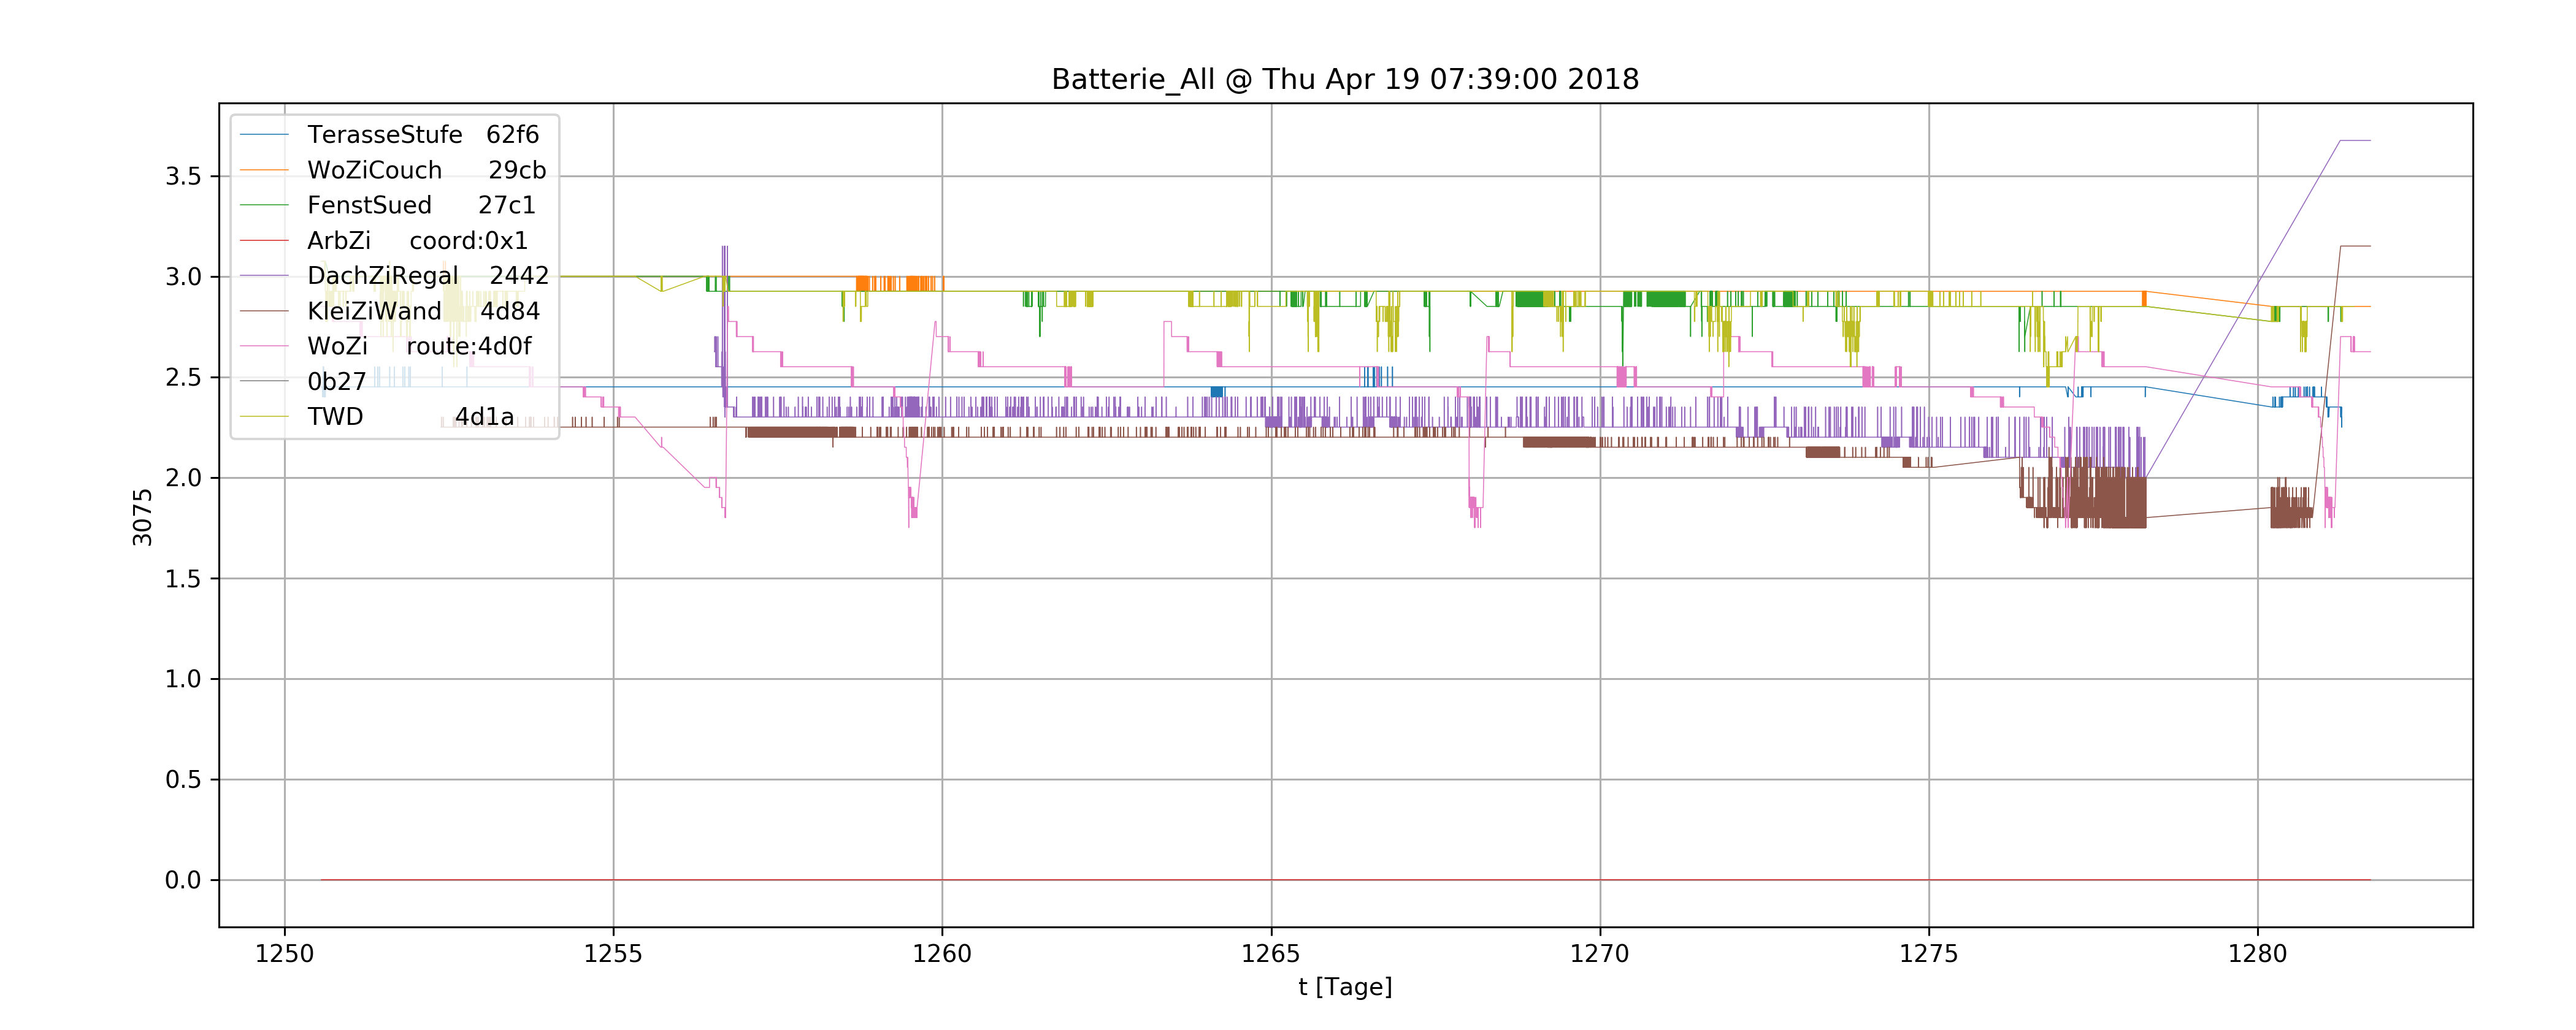 Batterie_All @ Thu Apr 19 07:39:00 2018
TerasseStufe 62f6
WoZiCouch 29cb
FenstSued 27c1
ArbZi coord:0x1
DachZiRegal 2442
KleiZiWand 4d84
WoZi route:4d0f
0b27
TWD 4d1a
3.5
3.0
2.5
2.0
1.5
1.0
0.5
0.0
3075
1250 1255 1260 1265 1270 1275 1280
t [Tage]